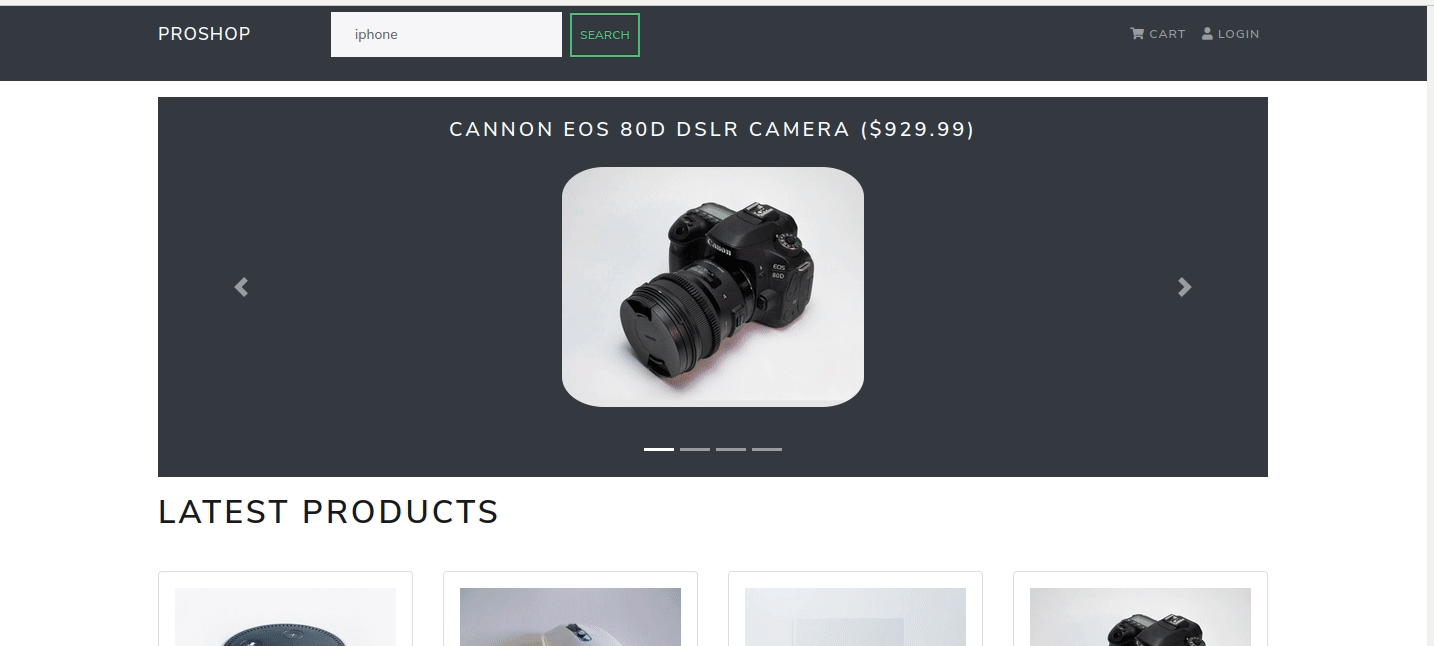 PROSHOP
iphone
SEARCH
CART
LOGIN
CANNON EOS 80D DSLR CAMERA ($929.99)
Canon
EOS
80D
LATEST PRODUCTS